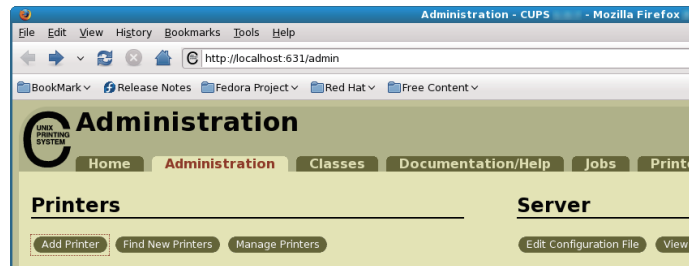 Administration - CUPS - Mozilla Firefox
File Edit View History Bookmarks Tools Help
http://localhost:631/admin
BookMark Release Notes Fedora Project Red Hat Free Content
UNIX
PRINTING
SYSTEM
Administration
Home Administration Classes Documentation/Help Jobs
Printers Server
Add Printer Find New Printers Manage Printers Edit Configuration File View